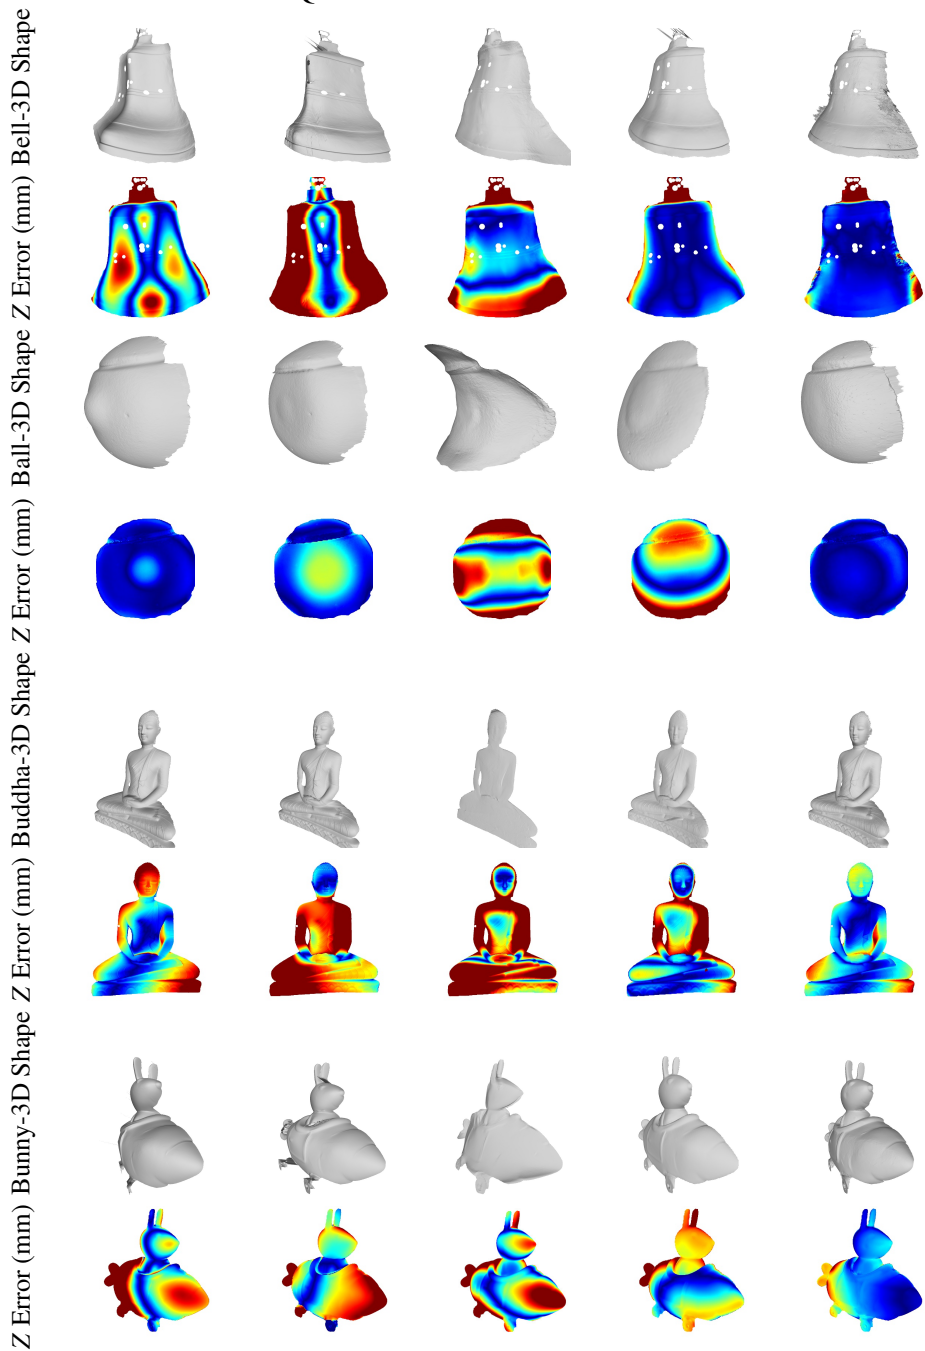 Bell-3D Shape
Z Error (mm)
Ball-3D Shape
Z Error (mm)
Buddha-3D Shape
Z Error (mm)
Bunny-3D Shape
Z Error (mm)